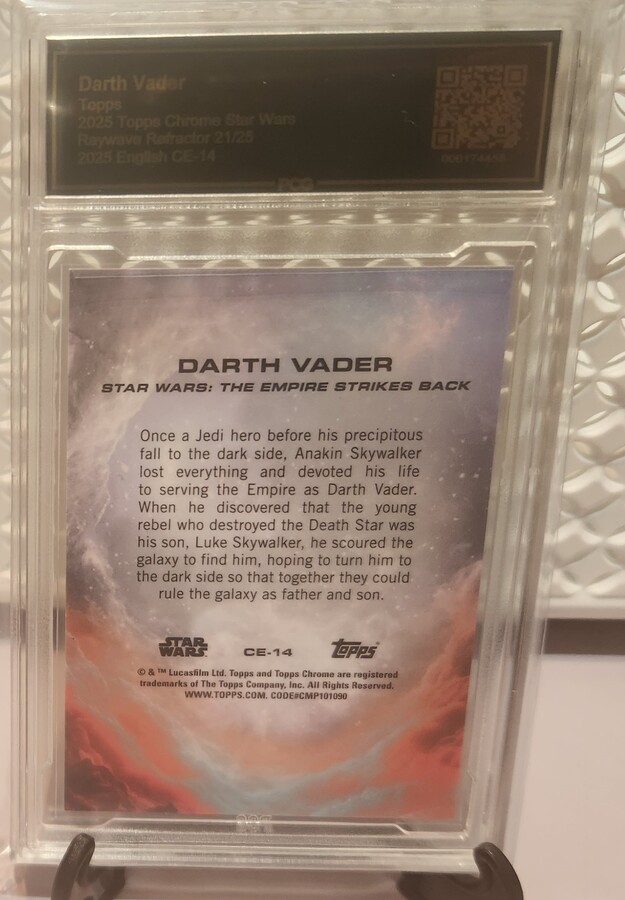 Darth Vader
Topps
2025 Topps Chrome Star Wars
Raywave Refractor 21/25
2025 English CE-14
PCG
DARTH VADER
STAR WARS: THE EMPIRE STRIKES BACK
Once a Jedi hero before his precipitous
fall to the dark side, Anakin Skywalker
lost everything and devoted his life
to serving the Empire as Darth Vader.
When he discovered that the young
rebel who destroyed the Death Star was
his son, Luke Skywalker, he scoured the
galaxy to find him, hoping to turn him to
the dark side so that together they could
rule the galaxy as father and son.
STAR WARS CE-14 Topps®
© & ™ Lucasfilm Ltd. Topps and Topps Chrome are registered
trademarks of The Topps Company, Inc. All Rights Reserved.
WWW.TOPPS.COM. CODE#CMP101090